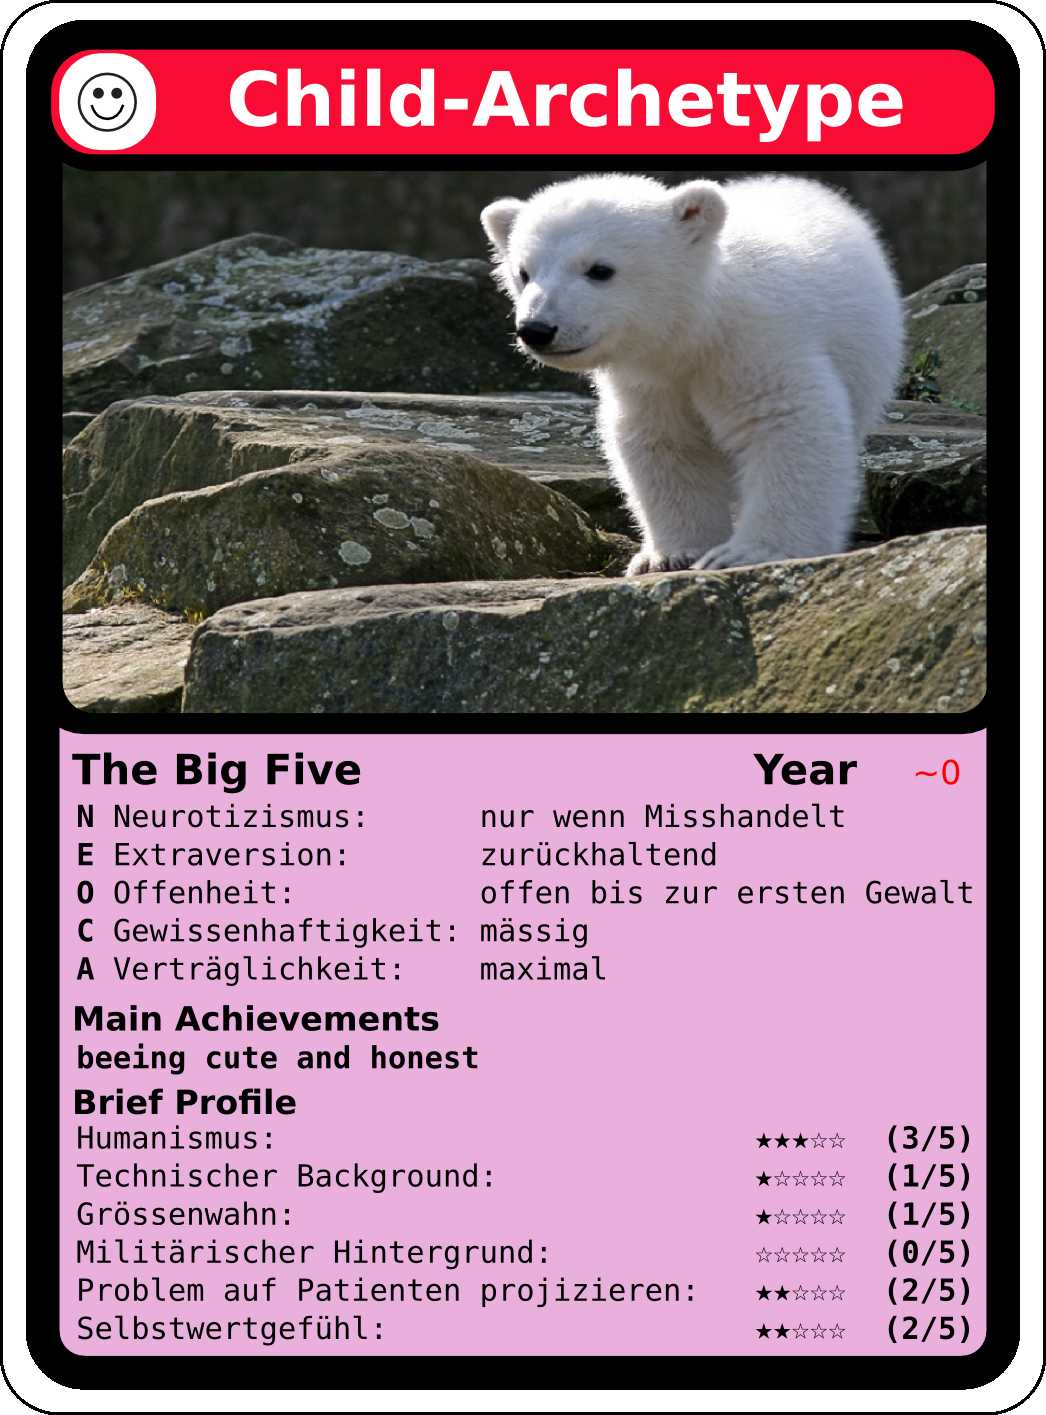 Child-Archetype
The Big Five Year ~0
N Neurotizismus: nur wenn Misshandelt
E Extraversion: zurückhaltend
O Offenheit: offen bis zur ersten Gewalt
C Gewissenhaftigkeit: mässig
A Verträglichkeit: maximal
Main Achievements
beeing cute and honest
Brief Profile
Humanismus: ★★★☆☆ (3/5)
Technischer Background: ★☆☆☆☆ (1/5)
Grössenwahn: ★☆☆☆☆ (1/5)
Militärischer Hintergrund: ☆☆☆☆☆ (0/5)
Problem auf Patienten projizieren: ★★☆☆☆ (2/5)
Selbstwertgefühl: ★★☆☆☆ (2/5)